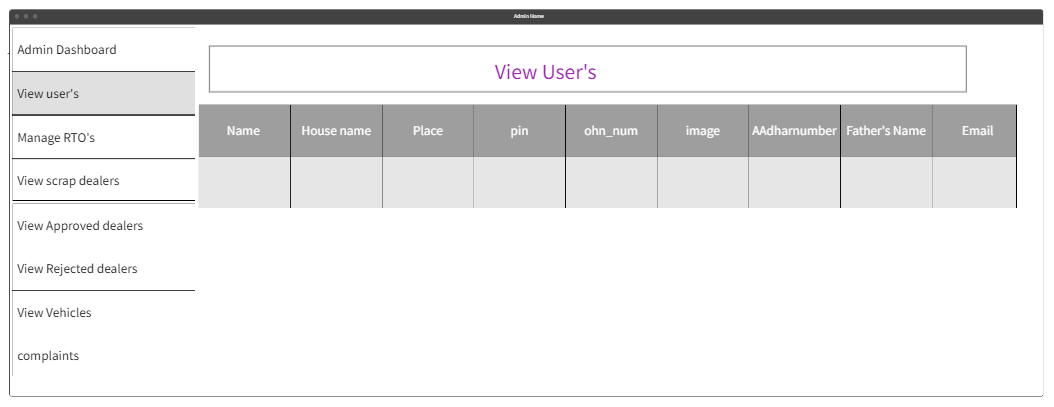 Admin Home
Admin Dashboard
View user's
Manage RTO's
View scrap dealers
View Approved dealers
View Rejected dealers
View Vehicles
complaints
View User's
Name House name Place pin ohn_num image AAdharnumber Father's Name Email